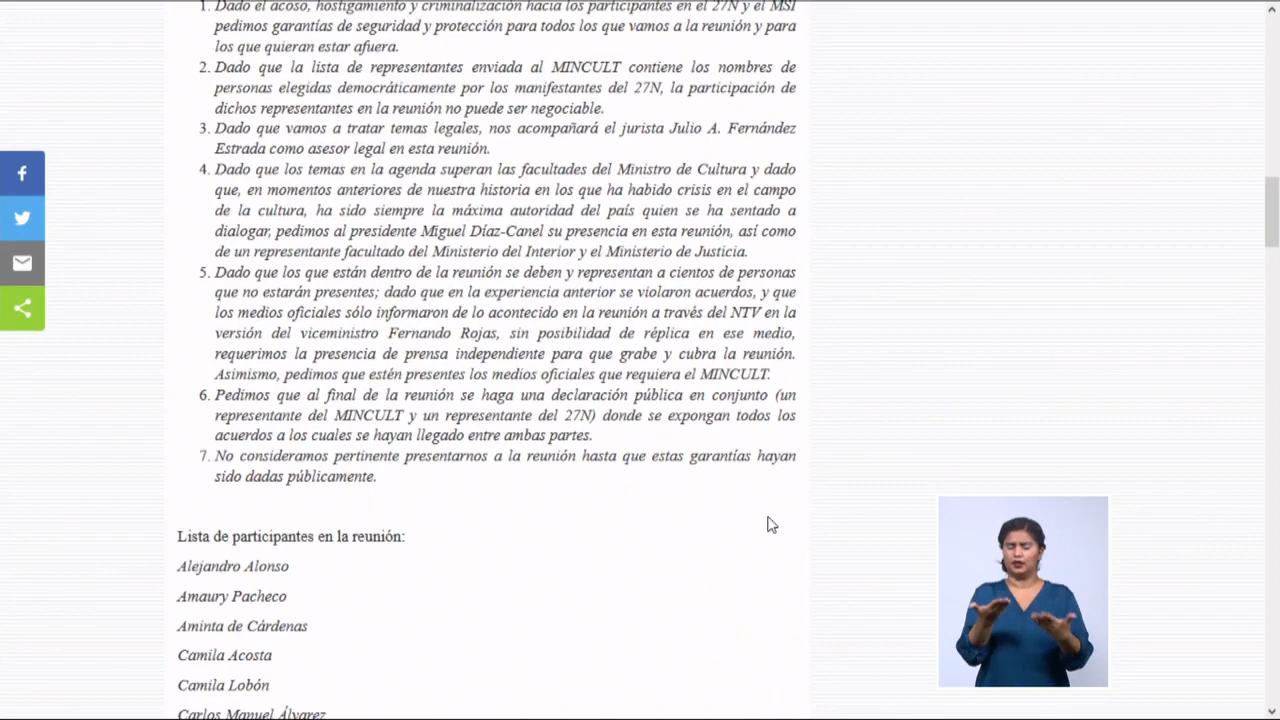 1. Dado el acoso, hostigamiento y criminalización hacia los participantes en el 27N y el MSI
pedimos garantías de seguridad y protección para todos los que vamos a la reunión y para
los que quieran estar afuera.
2. Dado que la lista de representantes enviada al MINCULT contiene los nombres de
personas elegidas democráticamente por los manifestantes del 27N, la participación de
dichos representantes en la reunión no puede ser negociable.
3. Dado que vamos a tratar temas legales, nos acompañará el jurista Julio A. Fernández
Estrada como asesor legal en esta reunión.
4. Dado que los temas en la agenda superan las facultades del Ministro de Cultura y dado
que, en momentos anteriores de nuestra historia en los que ha habido crisis en el campo
de la cultura, ha sido siempre la máxima autoridad del país quien se ha sentado a
dialogar, pedimos al presidente Miguel Díaz-Canel su presencia en esta reunión, así como
de un representante facultado del Ministerio del Interior y el Ministerio de Justicia.
5. Dado que los que están dentro de la reunión se deben y representan a cientos de personas
que no estarán presentes; dado que en la experiencia anterior se violaron acuerdos, y que
los medios oficiales sólo informaron de lo acontecido en la reunión a través del NTV en la
versión del viceministro Fernando Rojas, sin posibilidad de réplica en ese medio,
requerimos la presencia de prensa independiente para que grabe y cubra la reunión.
Asimismo, pedimos que estén presentes los medios oficiales que requiera el MINCULT.
6. Pedimos que al final de la reunión se haga una declaración pública en conjunto (un
representante del MINCULT y un representante del 27N) donde se expongan todos los
acuerdos a los cuales se hayan llegado entre ambas partes.
7. No consideramos pertinente presentarnos a la reunión hasta que estas garantías hayan
sido dadas públicamente.
Lista de participantes en la reunión:
Alejandro Alonso
Amaury Pacheco
Aminta de Cárdenas
Camila Acosta
Camila Lobón
Carlos Manuel Álvarez